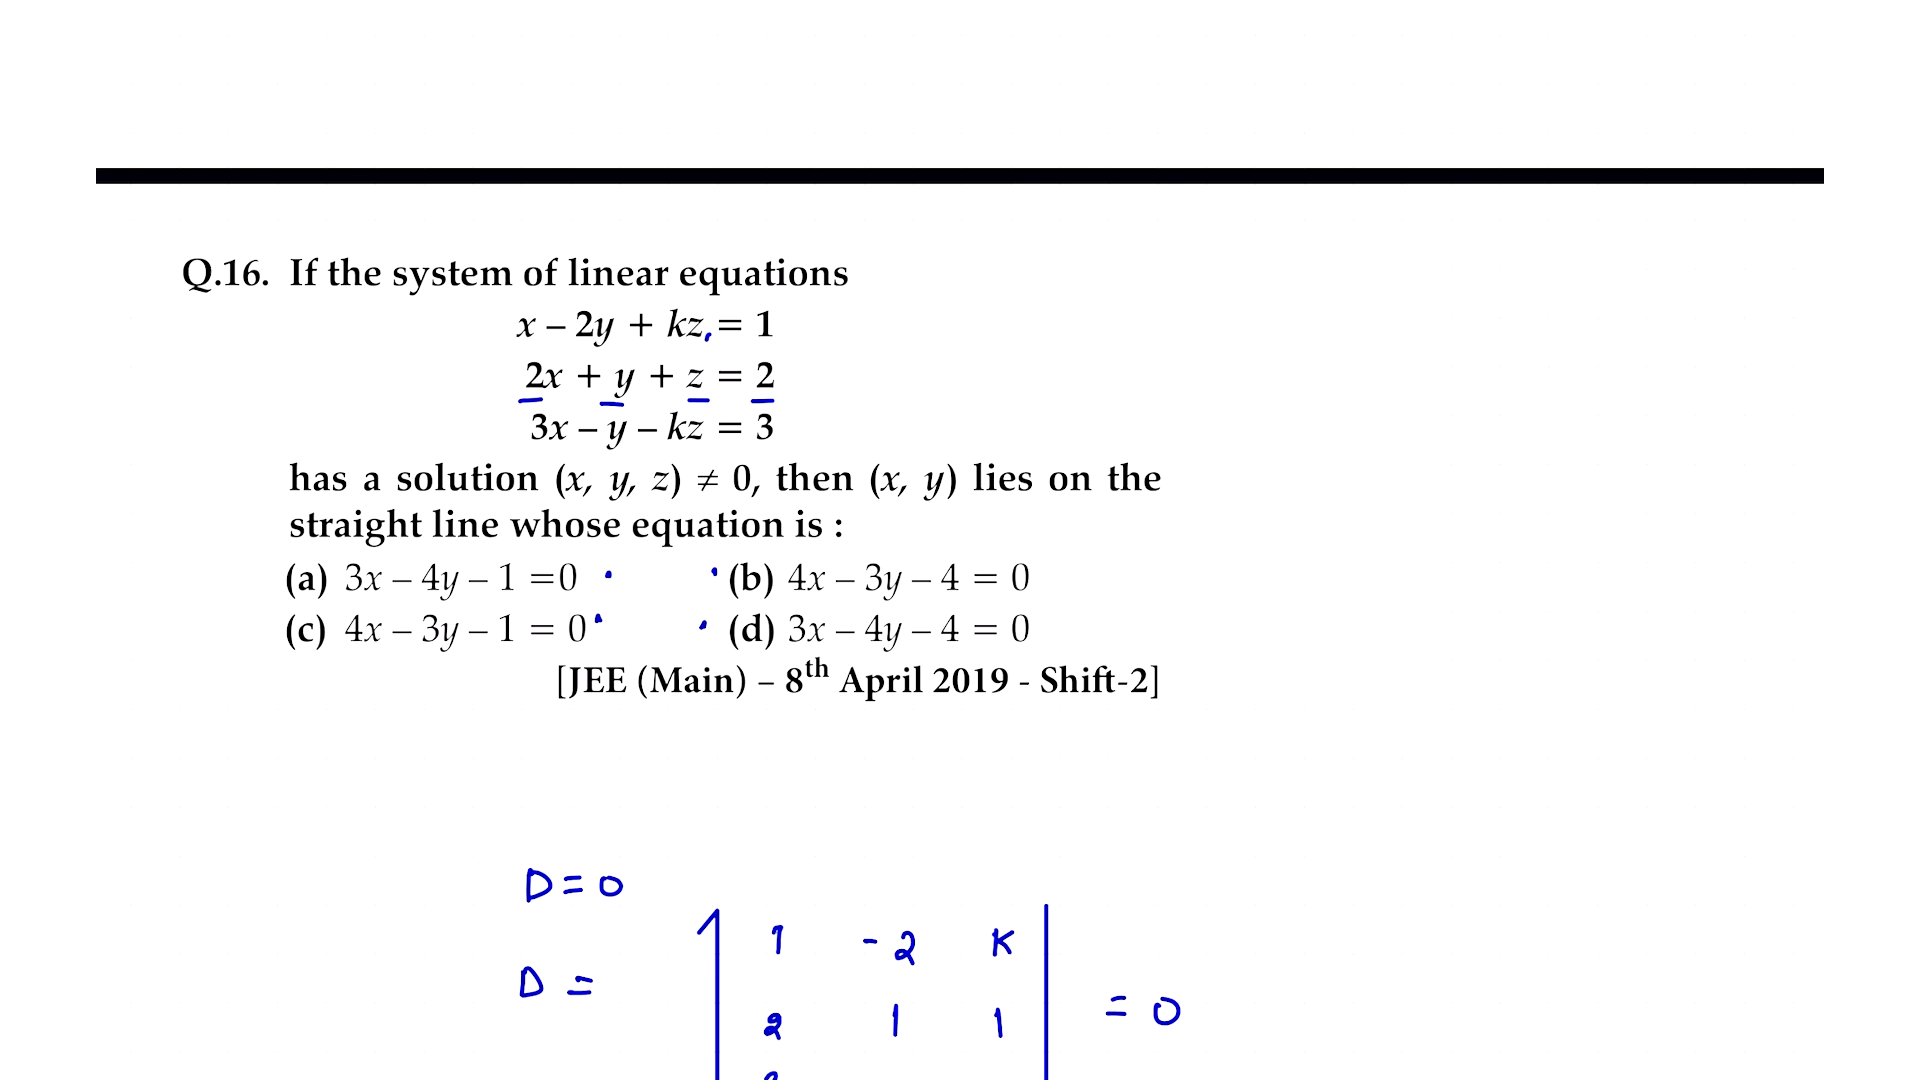 Q.16. If the system of linear equations
x – 2y + kz = 1
2x + y + z = 2
3x – y – kz = 3
has a solution (x, y, z) ≠ 0, then (x, y) lies on the
straight line whose equation is :
(a) 3x – 4y – 1 =0 (b) 4x – 3y – 4 = 0
(c) 4x – 3y – 1 = 0 (d) 3x – 4y – 4 = 0
[JEE (Main) – 8th April 2019 - Shift-2]
D = 0
1 -2 K
D = = 0
2 1 1